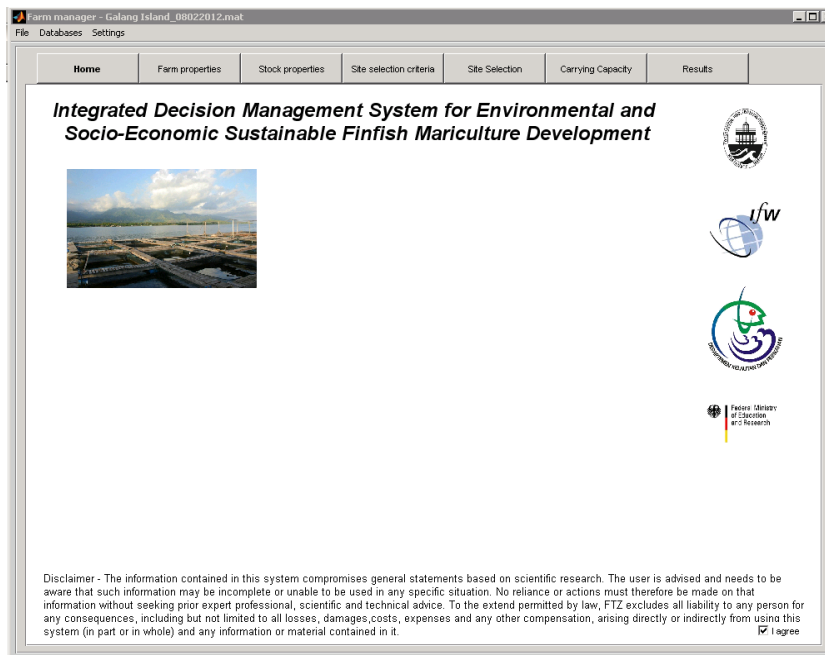 Farm manager - Galang Island_08022012.mat
File Databases Settings
Home Farm properties Stock properties Site selection criteria Site Selection Carrying Capacity Results
Integrated Decision Management System for Environmental and
Socio-Economic Sustainable Finfish Mariculture Development
ifw
DEPARTEMEN KELAUTAN DAN PERIKANAN
Federal Ministry
of Education
and Research
Disclaimer - The information contained in this system compromises general statements based on scientific research. The user is advised and needs to be
aware that such information may be incomplete or unable to be used in any specific situation. No reliance or actions must therefore be made on that
information without seeking prior expert professional, scientific and technical advice. To the extend permitted by law, FTZ excludes all liability to any person for
any consequences, including but not limited to all losses, damages,costs, expenses and any other compensation, arising directly or indirectly from using this
system (in part or in whole) and any information or material contained in it.
I agree